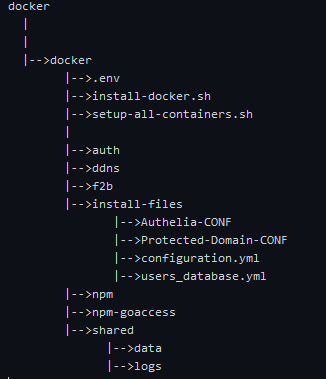 docker
|
|
|-->docker
|-->.env
|-->install-docker.sh
|-->setup-all-containers.sh
|
|-->auth
|-->ddns
|-->f2b
|-->install-files
|-->Authelia-CONF
|-->Protected-Domain-CONF
|-->configuration.yml
|-->users_database.yml
|-->npm
|-->npm-goaccess
|-->shared
|-->data
|-->logs